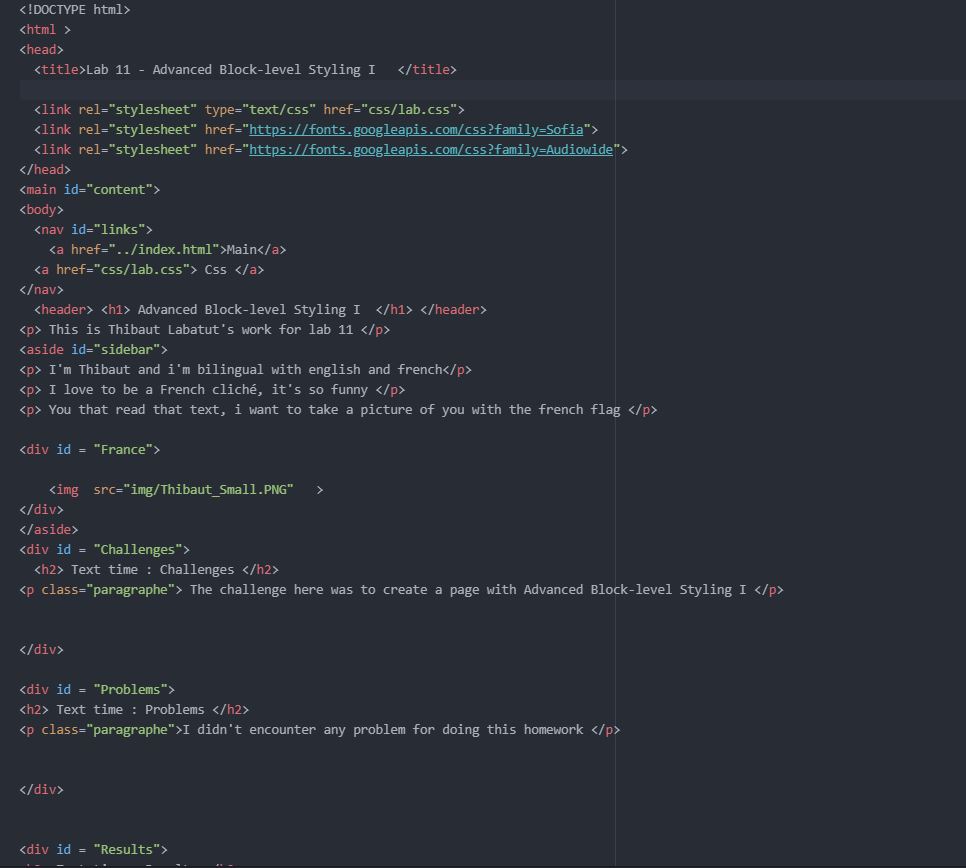 <!DOCTYPE html>
<html >
<head>
<title>Lab 11 - Advanced Block-level Styling I   </title>
<link rel="stylesheet" type="text/css" href="css/lab.css">
<link rel="stylesheet" href="https://fonts.googleapis.com/css?family=Sofia">
<link rel="stylesheet" href="https://fonts.googleapis.com/css?family=Audiowide">
</head>
<main id="content">
<body>
<nav id="links">
<a href="../index.html">Main</a>
<a href="css/lab.css"> Css </a>
</nav>
<header> <h1> Advanced Block-level Styling I  </h1> </header>
<p> This is Thibaut Labatut's work for lab 11 </p>
<aside id="sidebar">
<p> I'm Thibaut and i'm bilingual with english and french</p>
<p> I love to be a French cliché, it's so funny </p>
<p> You that read that text, i want to take a picture of you with the french flag </p>
<div id = "France">
<img  src="img/Thibaut_Small.PNG"   >
</div>
</aside>
<div id = "Challenges">
<h2> Text time : Challenges </h2>
<p class="paragraphe"> The challenge here was to create a page with Advanced Block-level Styling I </p>
</div>
<div id = "Problems">
<h2> Text time : Problems </h2>
<p class="paragraphe">I didn't encounter any problem for doing this homework </p>
</div>
<div id = "Results">